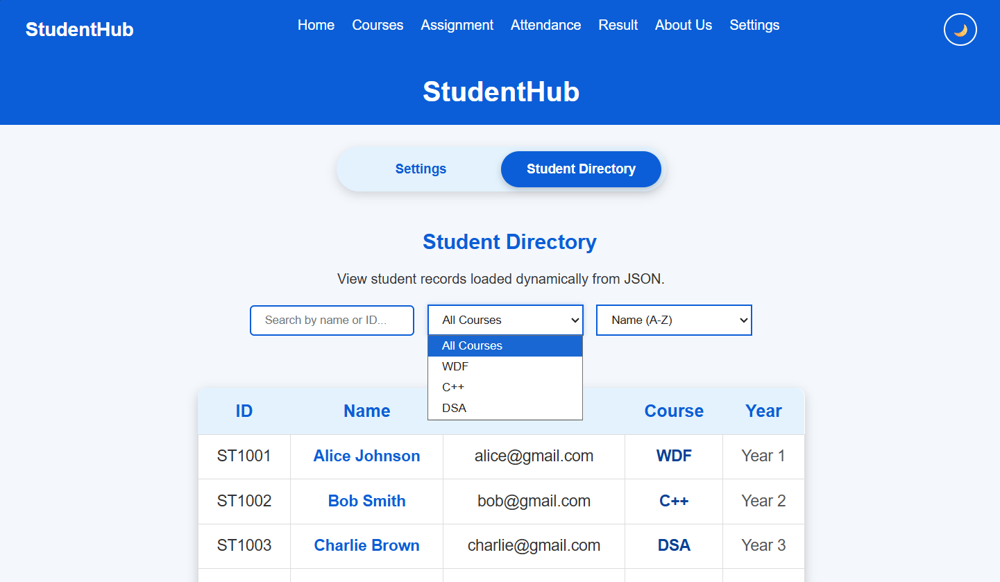 StudentHub
Home Courses Assignment Attendance Result About Us Settings
StudentHub
Settings Student Directory
Student Directory
View student records loaded dynamically from JSON.
Search by name or ID... All Courses Name (A-Z)
All Courses
WDF
C++
DSA
ID Name Course Year
ST1001 Alice Johnson alice@gmail.com WDF Year 1
ST1002 Bob Smith bob@gmail.com C++ Year 2
ST1003 Charlie Brown charlie@gmail.com DSA Year 3